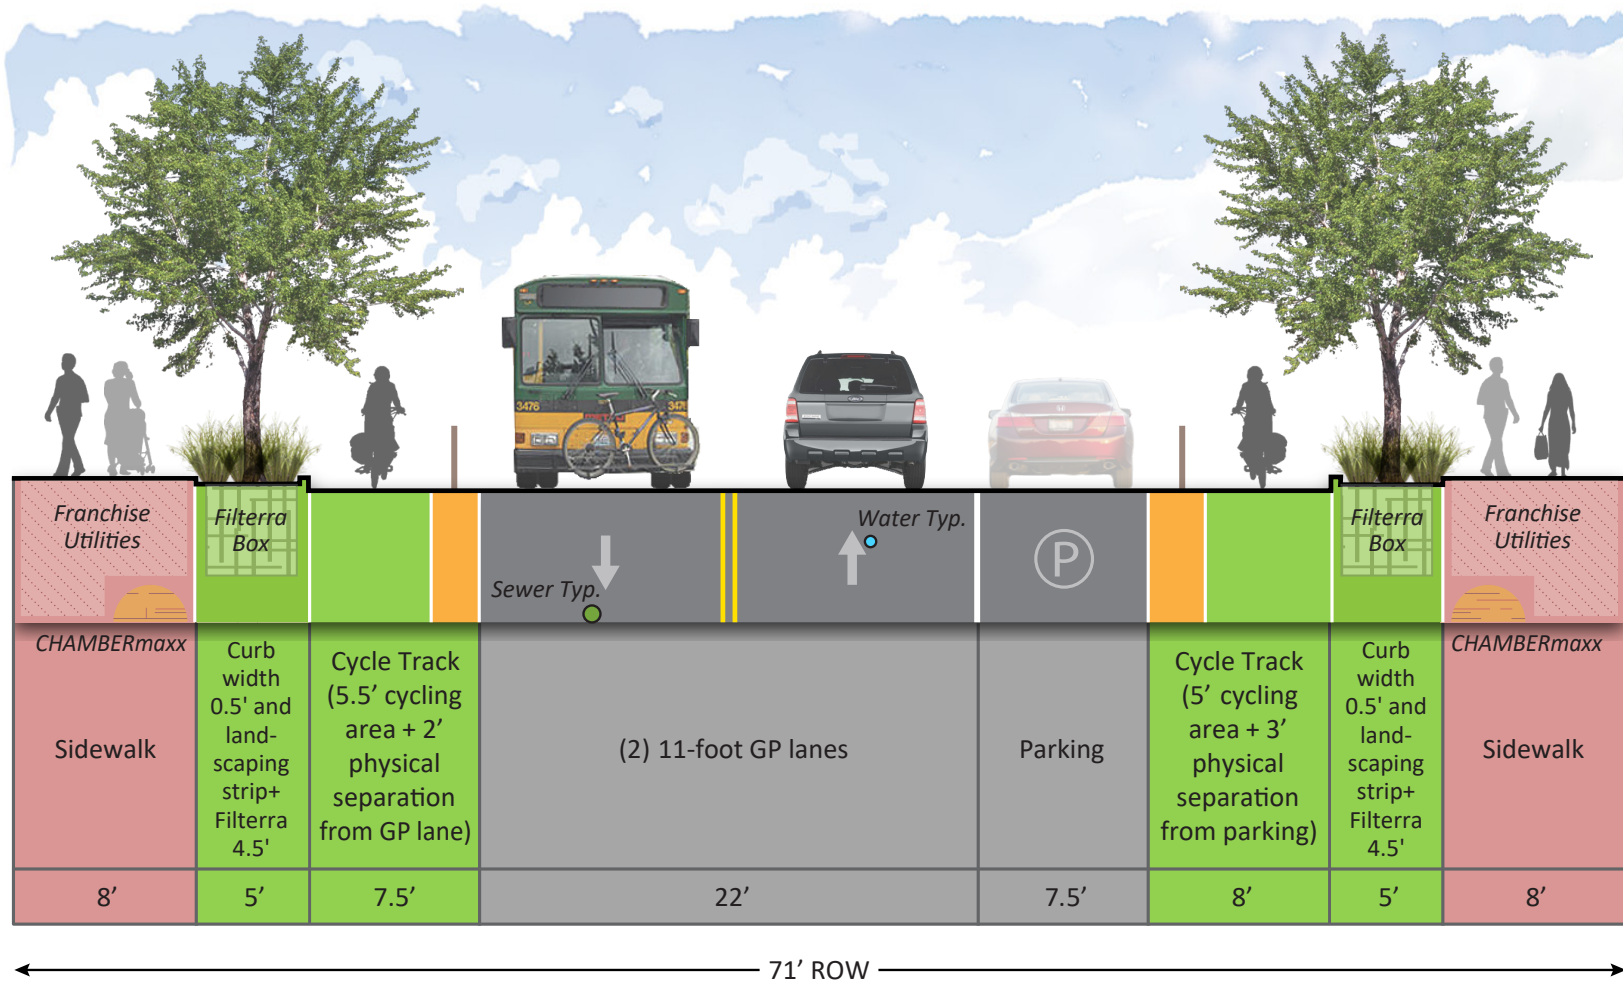 3476
3476
Franchise
Utilities
Filterra
Box
Sewer Typ.
Water Typ.
P
Filterra
Box
Franchise
Utilities
CHAMBERmaxx
Sidewalk
Curb
width
0.5' and
land-
scaping
strip+
Filterra
4.5'
Cycle Track
(5.5’ cycling
area + 2’
physical
separation
from GP lane)
(2) 11-foot GP lanes
Parking
Cycle Track
(5’ cycling
area + 3’
physical
separation
from parking)
Curb
width
0.5' and
land-
scaping
strip+
Filterra
4.5'
CHAMBERmaxx
Sidewalk
8’
5’
7.5’
22’
7.5’
8’
5’
8’
71’ ROW